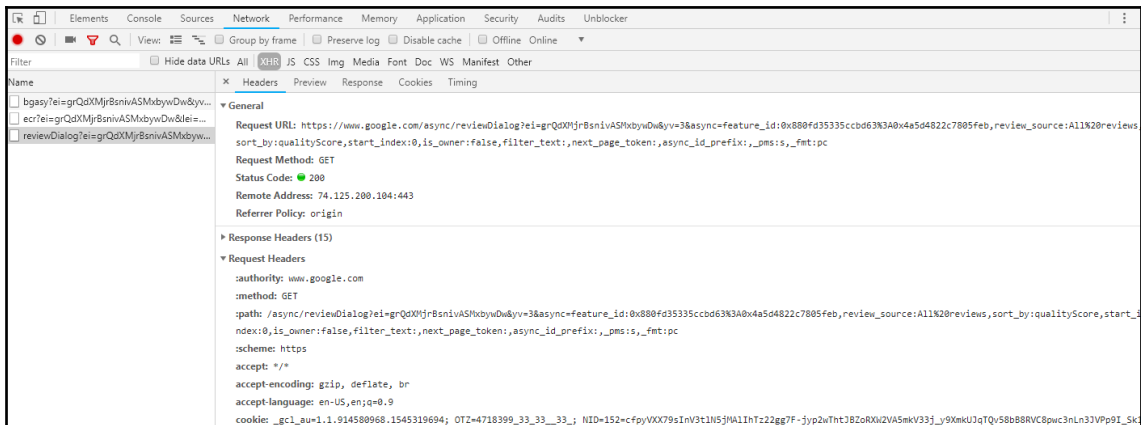 Elements Console Sources Network Performance Memory Application Security Audits Unblocker
View: Group by frame Preserve log Disable cache Offline Online
Filter Hide data URLs All XHR JS CSS Img Media Font Doc WS Manifest Other
Name
× Headers Preview Response Cookies Timing
bgasy?ei=grQdXMjrBsnivASMxbywDw&yv...
ecr?ei=grQdXMjrBsnivASMxbywDw&lei=...
reviewDialog?ei=grQdXMjrBsnivASMxbyw...
General
Request URL: https://www.google.com/async/reviewDialog?ei=grQdXMjrBsnivASMxbywDw&yv=3&async=feature_id:0x880fd35335ccbd63%3A0x4a5d4822c7805feb,review_source:All%20reviews,
sort_by:qualityScore,start_index:0,is_owner:false,filter_text:,next_page_token:,async_id_prefix:,_pms:s,_fmt:pc
Request Method: GET
Status Code: 200
Remote Address: 74.125.200.104:443
Referrer Policy: origin
Response Headers (15)
Request Headers
:authority: www.google.com
:method: GET
:path: /async/reviewDialog?ei=grQdXMjrBsnivASMxbywDw&yv=3&async=feature_id:0x880fd35335ccbd63%3A0x4a5d4822c7805feb,review_source:All%20reviews,sort_by:qualityScore,start_i
ndex:0,is_owner:false,filter_text:,next_page_token:,async_id_prefix:,_pms:s,_fmt:pc
:scheme: https
accept: */*
accept-encoding: gzip, deflate, br
accept-language: en-US,en;q=0.9
cookie: _gcl_au=1.1.914580968.1545319694; OTZ=4718399_33_33__33_;